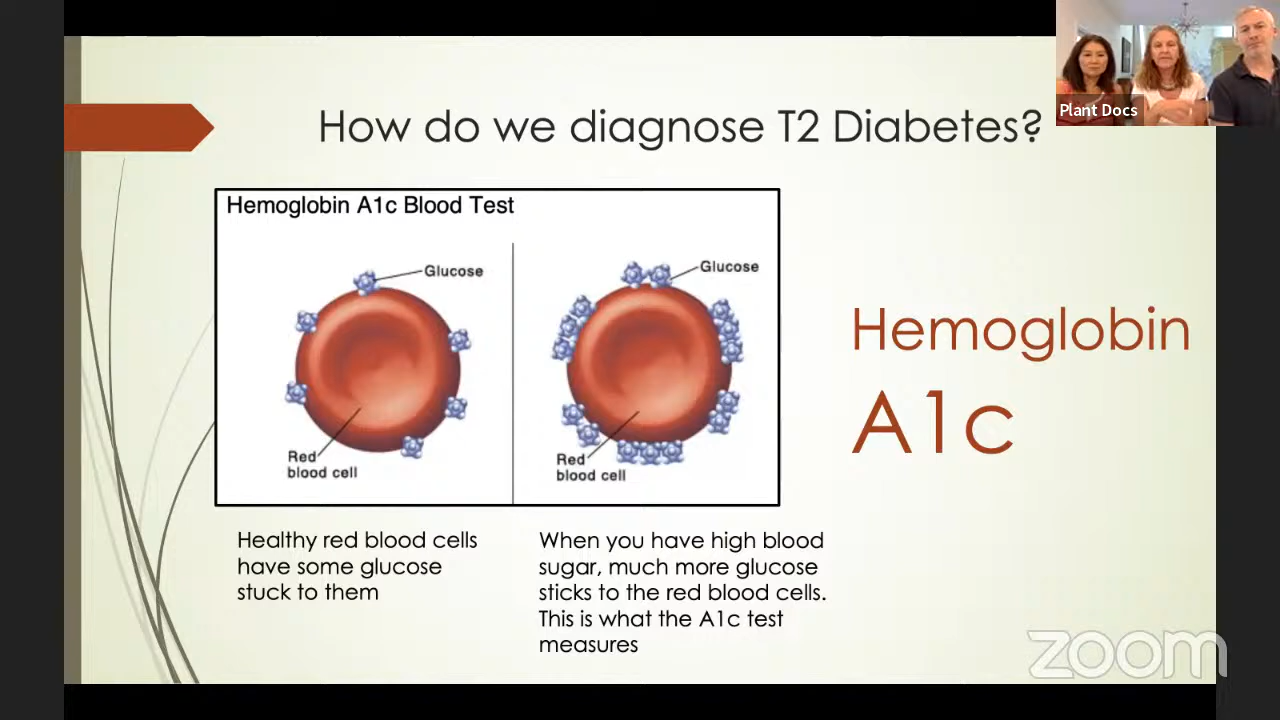 Plant Docs
How do we diagnose T2 Diabetes?
Hemoglobin A1c Blood Test
Glucose
Red
blood cell
Glucose
Red
blood cell
Hemoglobin
A1c
Healthy red blood cells
have some glucose
stuck to them
When you have high blood
sugar, much more glucose
sticks to the red blood cells.
This is what the A1c test
measures
zoom